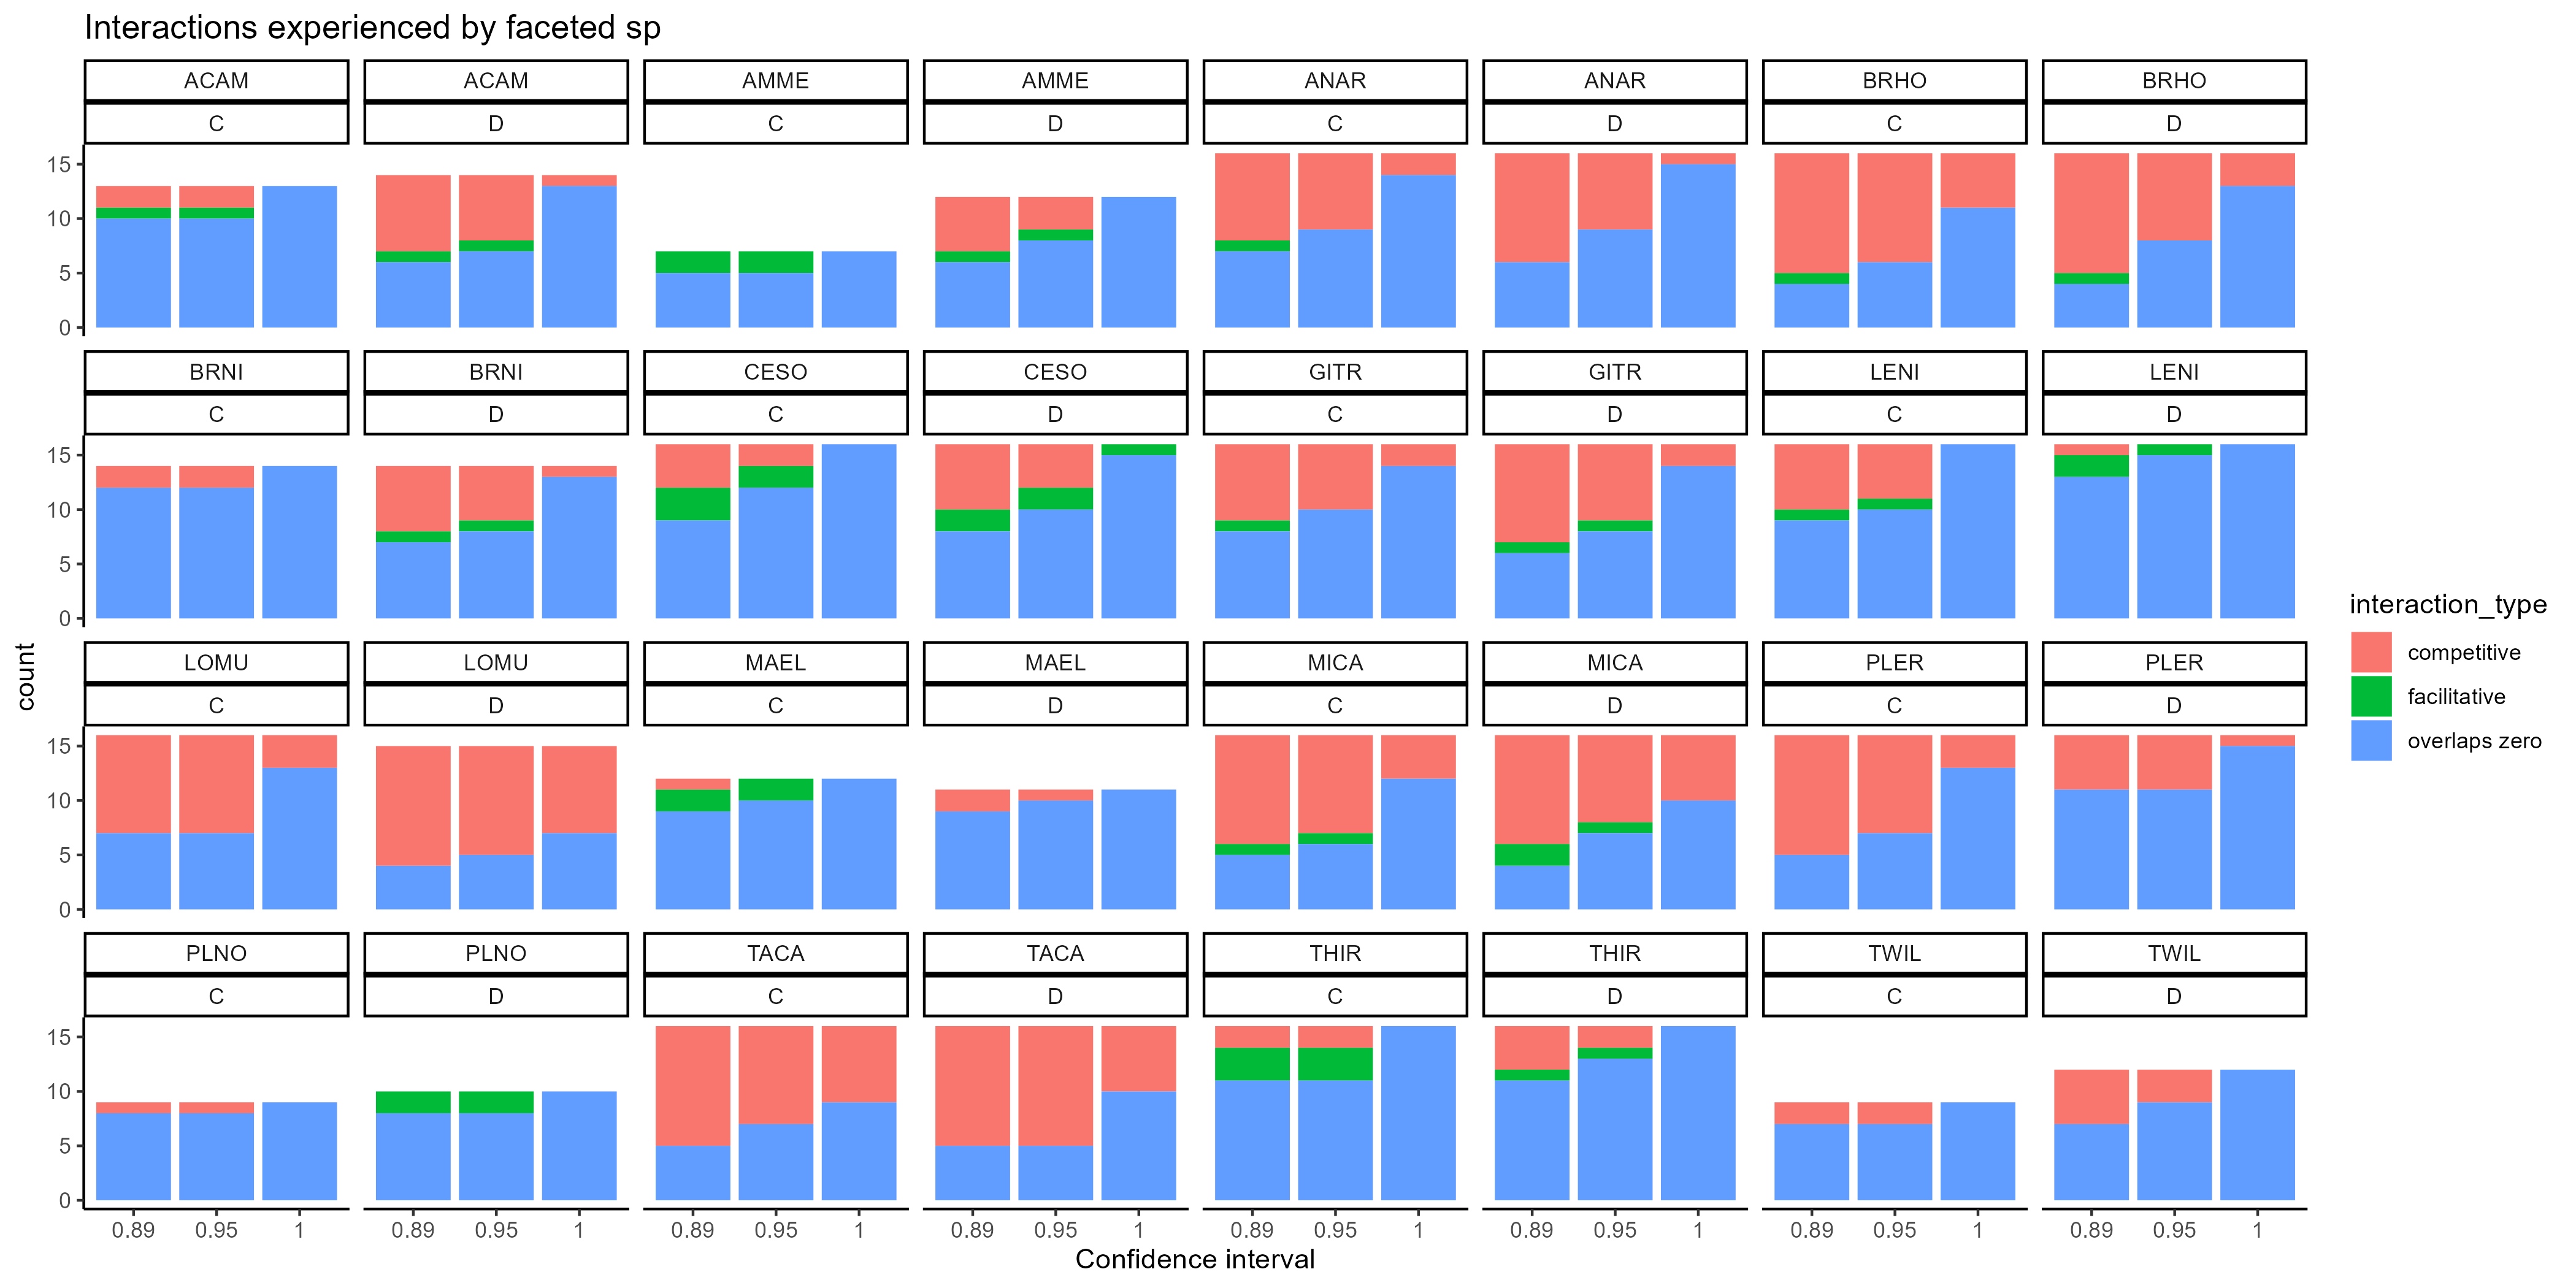 Interactions experienced by faceted sp
ACAM ACAM AMME AMME ANAR ANAR BRHO BRHO
C D C D C D C D
15
10
5
0
BRNI BRNI CESO CESO GITR GITR LENI LENI
C D C D C D C D
15
10
5
0
LOMU LOMU MAEL MAEL MICA MICA PLER PLER
C D C D C D C D
15
10
5
0
PLNO PLNO TACA TACA THIR THIR TWIL TWIL
C D C D C D C D
15
10
5
0
0.89 0.95 1 0.89 0.95 1 0.89 0.95 1 0.89 0.95 1 0.89 0.95 1 0.89 0.95 1 0.89 0.95 1 0.89 0.95 1
Confidence interval
count
interaction_type
competitive
facilitative
overlaps zero